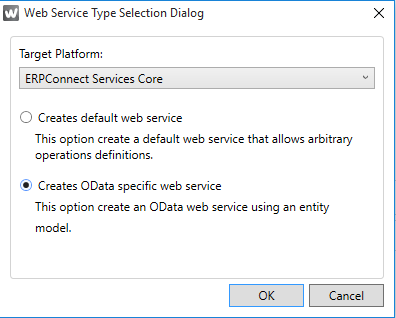 Web Service Type Selection Dialog
Target Platform:
ERPConnect Services Core
Creates default web service
This option create a default web service that allows arbitrary
operations definitions.
Creates OData specific web service
This option create an OData web service using an entity
model.
OK Cancel